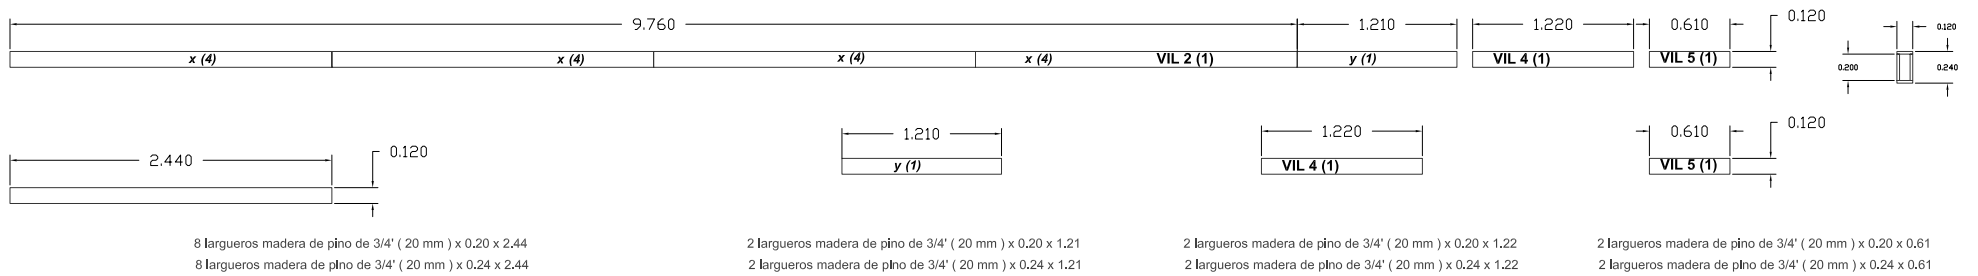 9.760
1.210
1.220
0.610
0.120
0.120
x (4)
x (4)
x (4)
x (4)
VIL 2 (1)
y (1)
VIL 4 (1)
VIL 5 (1)
0.200
0.240
2.440
0.120
1.210
1.220
0.610
0.120
y (1)
VIL 4 (1)
VIL 5 (1)
8 largueros madera de pino de 3/4' ( 20 mm ) x 0.20 x 2.44
8 largueros madera de pino de 3/4' ( 20 mm ) x 0.24 x 2.44
2 largueros madera de pino de 3/4' ( 20 mm ) x 0.20 x 1.21
2 largueros madera de pino de 3/4' ( 20 mm ) x 0.24 x 1.21
2 largueros madera de pino de 3/4' ( 20 mm ) x 0.20 x 1.22
2 largueros madera de pino de 3/4' ( 20 mm ) x 0.24 x 1.22
2 largueros madera de pino de 3/4' ( 20 mm ) x 0.20 x 0.61
2 largueros madera de pino de 3/4' ( 20 mm ) x 0.24 x 0.61